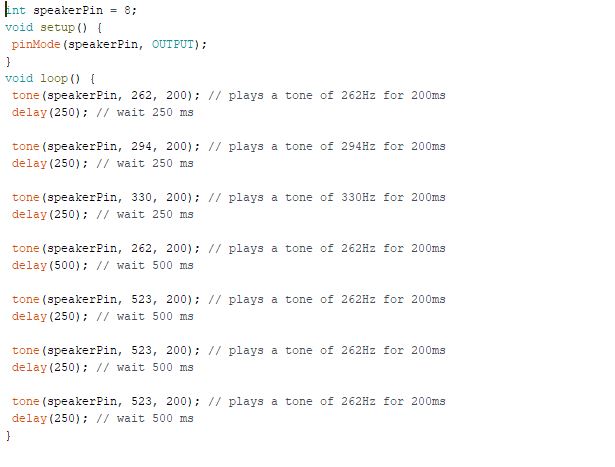 int speakerPin = 8;
void setup() {
pinMode(speakerPin, OUTPUT);
}
void loop() {
tone(speakerPin, 262, 200); // plays a tone of 262Hz for 200ms
delay(250); // wait 250 ms
tone(speakerPin, 294, 200); // plays a tone of 294Hz for 200ms
delay(250); // wait 250 ms
tone(speakerPin, 330, 200); // plays a tone of 330Hz for 200ms
delay(250); // wait 250 ms
tone(speakerPin, 262, 200); // plays a tone of 262Hz for 200ms
delay(500); // wait 500 ms
tone(speakerPin, 523, 200); // plays a tone of 262Hz for 200ms
delay(250); // wait 500 ms
tone(speakerPin, 523, 200); // plays a tone of 262Hz for 200ms
delay(250); // wait 500 ms
tone(speakerPin, 523, 200); // plays a tone of 262Hz for 200ms
delay(250); // wait 500 ms
}